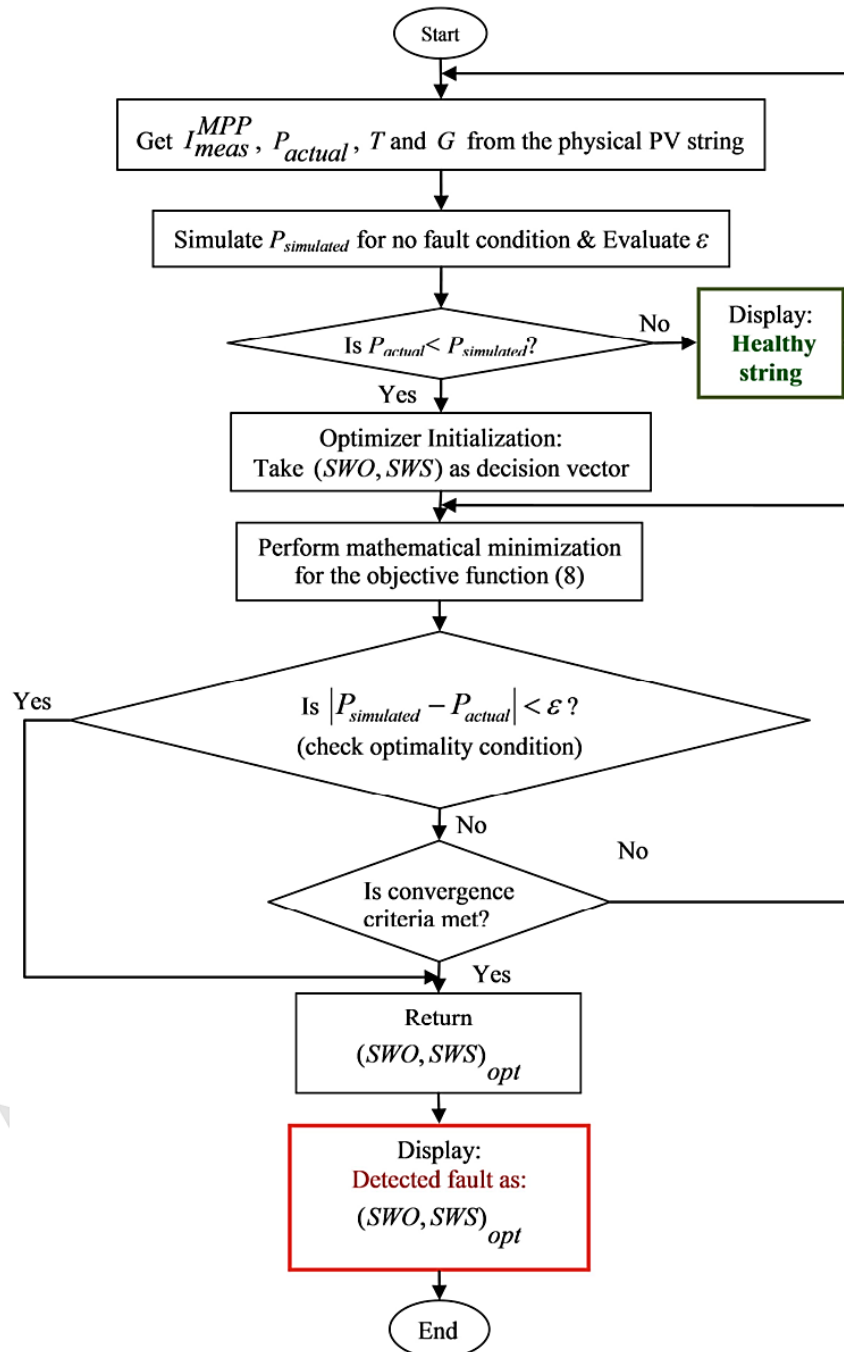 Start
Get I_meas^MPP, P_actual, T and G from the physical PV string
Simulate P_simulated for no fault condition & Evaluate ε
Is P_actual < P_simulated?
No
Display:
Healthy
string
Yes
Optimizer Initialization:
Take (SWO, SWS) as decision vector
Perform mathematical minimization
for the objective function (8)
Yes
Is |P_simulated − P_actual| < ε ?
(check optimality condition)
No
No
Is convergence
criteria met?
Yes
Return
(SWO, SWS)_opt
Display:
Detected fault as:
(SWO, SWS)_opt
End